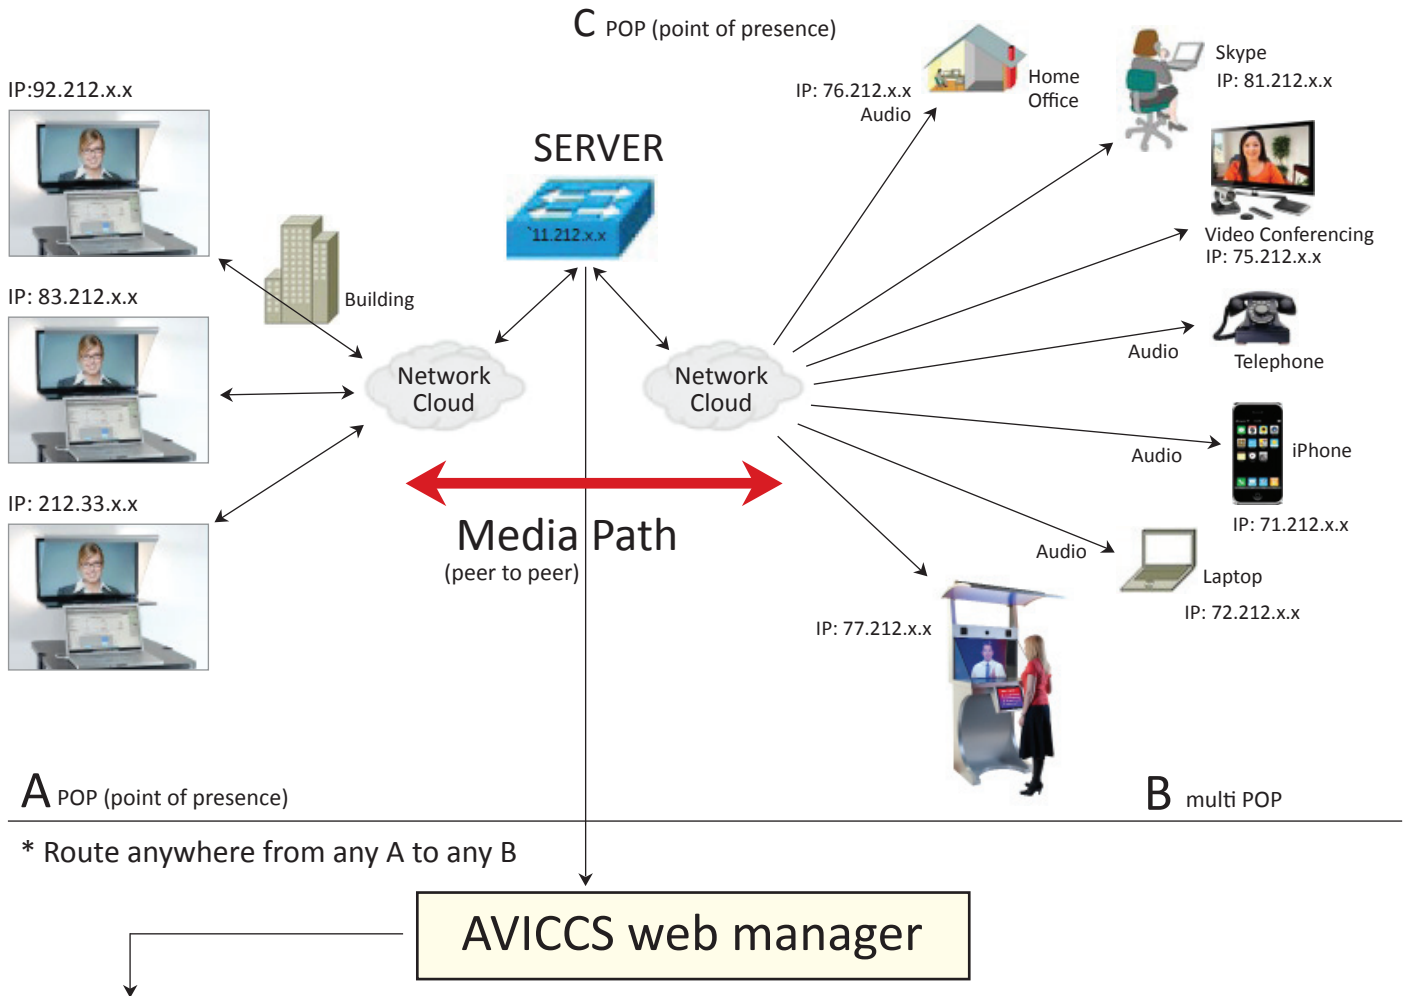 C POP (point of presence)
IP:92.212.x.x
IP: 76.212.x.x
Audio
Home
Office
Skype
IP: 81.212.x.x
SERVER
`11.212.x.x
Video Conferencing
IP: 75.212.x.x
IP: 83.212.x.x
Building
Network
Cloud
Network
Cloud
Audio
Telephone
Audio
iPhone
IP: 71.212.x.x
IP: 212.33.x.x
Media Path
(peer to peer)
Audio
Laptop
IP: 72.212.x.x
IP: 77.212.x.x
A POP (point of presence)
B multi POP
* Route anywhere from any A to any B
AVICCS web manager